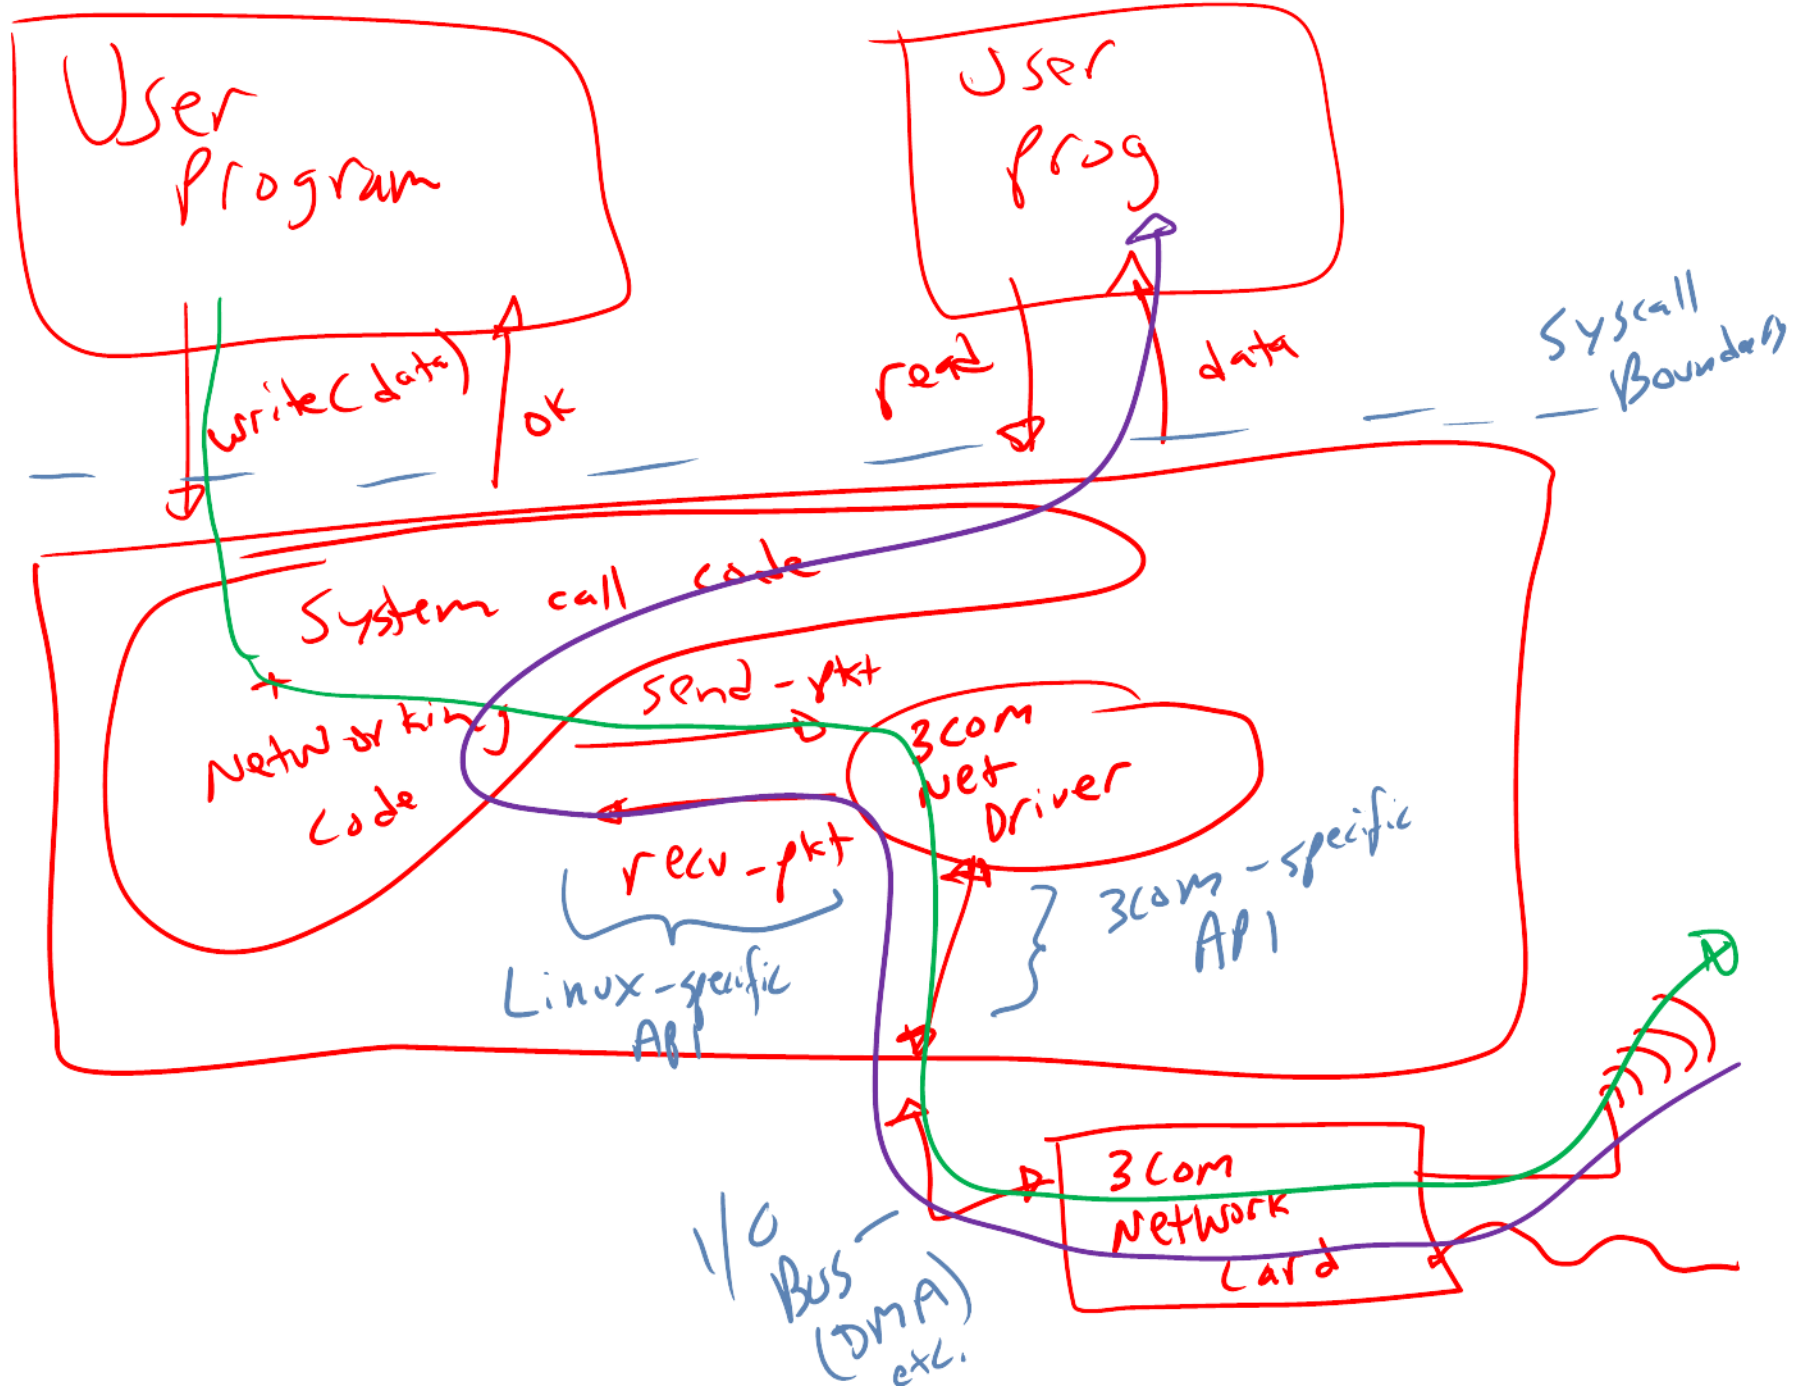 User
Program
User
prog
write(data)
OK
read
data
Syscall
Boundary
System call code
+
Networking
Code
send-pkt
recv-pkt
3com
Net
Driver
Linux-specific
API
3com-specific
API
I/O
Bus
(DMA)
etc.
3Com
Network
Card